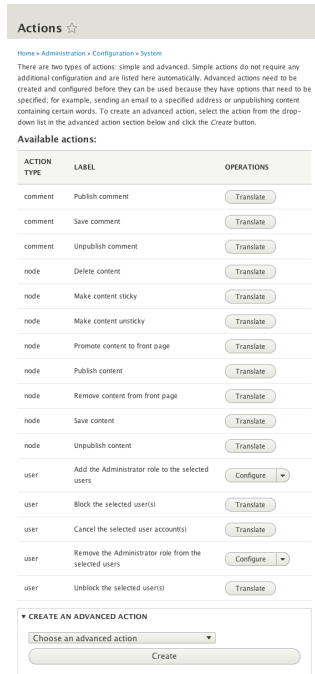 Actions
Home » Administration » Configuration » System
There are two types of actions: simple and advanced. Simple actions do not require any
additional configuration and are listed here automatically. Advanced actions need to be
created and configured before they can be used because they have options that need to be
specified; for example, sending an email to a specified address or unpublishing content
containing certain words. To create an advanced action, select the action from the drop-
down list in the advanced action section below and click the Create button.
Available actions:
ACTION TYPE LABEL OPERATIONS
comment Publish comment Translate
comment Save comment Translate
comment Unpublish comment Translate
node Delete content Translate
node Make content sticky Translate
node Make content unsticky Translate
node Promote content to front page Translate
node Publish content Translate
node Remove content from front page Translate
node Save content Translate
node Unpublish content Translate
user Add the Administrator role to the selected users Configure
user Block the selected user(s) Translate
user Cancel the selected user account(s) Translate
user Remove the Administrator role from the selected users Configure
user Unblock the selected user(s) Translate
CREATE AN ADVANCED ACTION
Choose an advanced action
Create